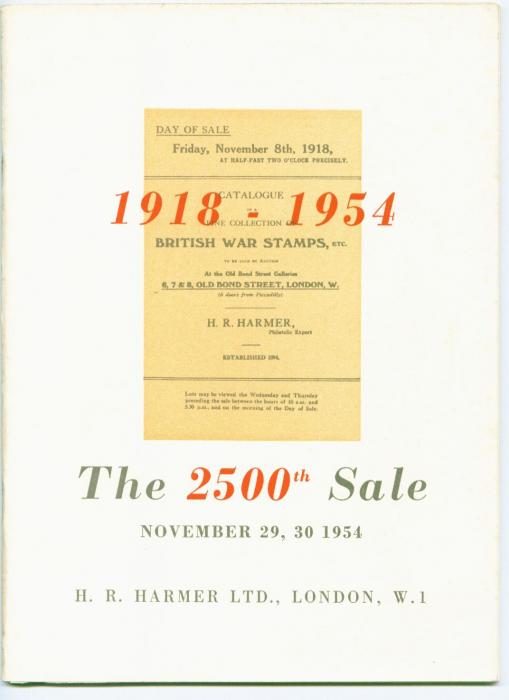 DAY OF SALE
Friday, November 8th, 1918,
AT HALF-PAST TWO O'CLOCK PRECISELY.
CATALOGUE
OF A
FINE COLLECTION OF
1918 - 1954
BRITISH WAR STAMPS, ETC.
TO BE SOLD BY AUCTION
At the Old Bond Street Galleries
6, 7 & 8, OLD BOND STREET, LONDON, W.
(6 doors from Piccadilly)
H. R. HARMER,
Philatelic Expert
ESTABLISHED 1894.
Lots may be viewed the Wednesday and Thursday
preceding the sale between the hours of 10 a.m. and
5.30 p.m., and on the morning of the Day of Sale.
The 2500th Sale
NOVEMBER 29, 30 1954
H. R. HARMER LTD., LONDON, W.1